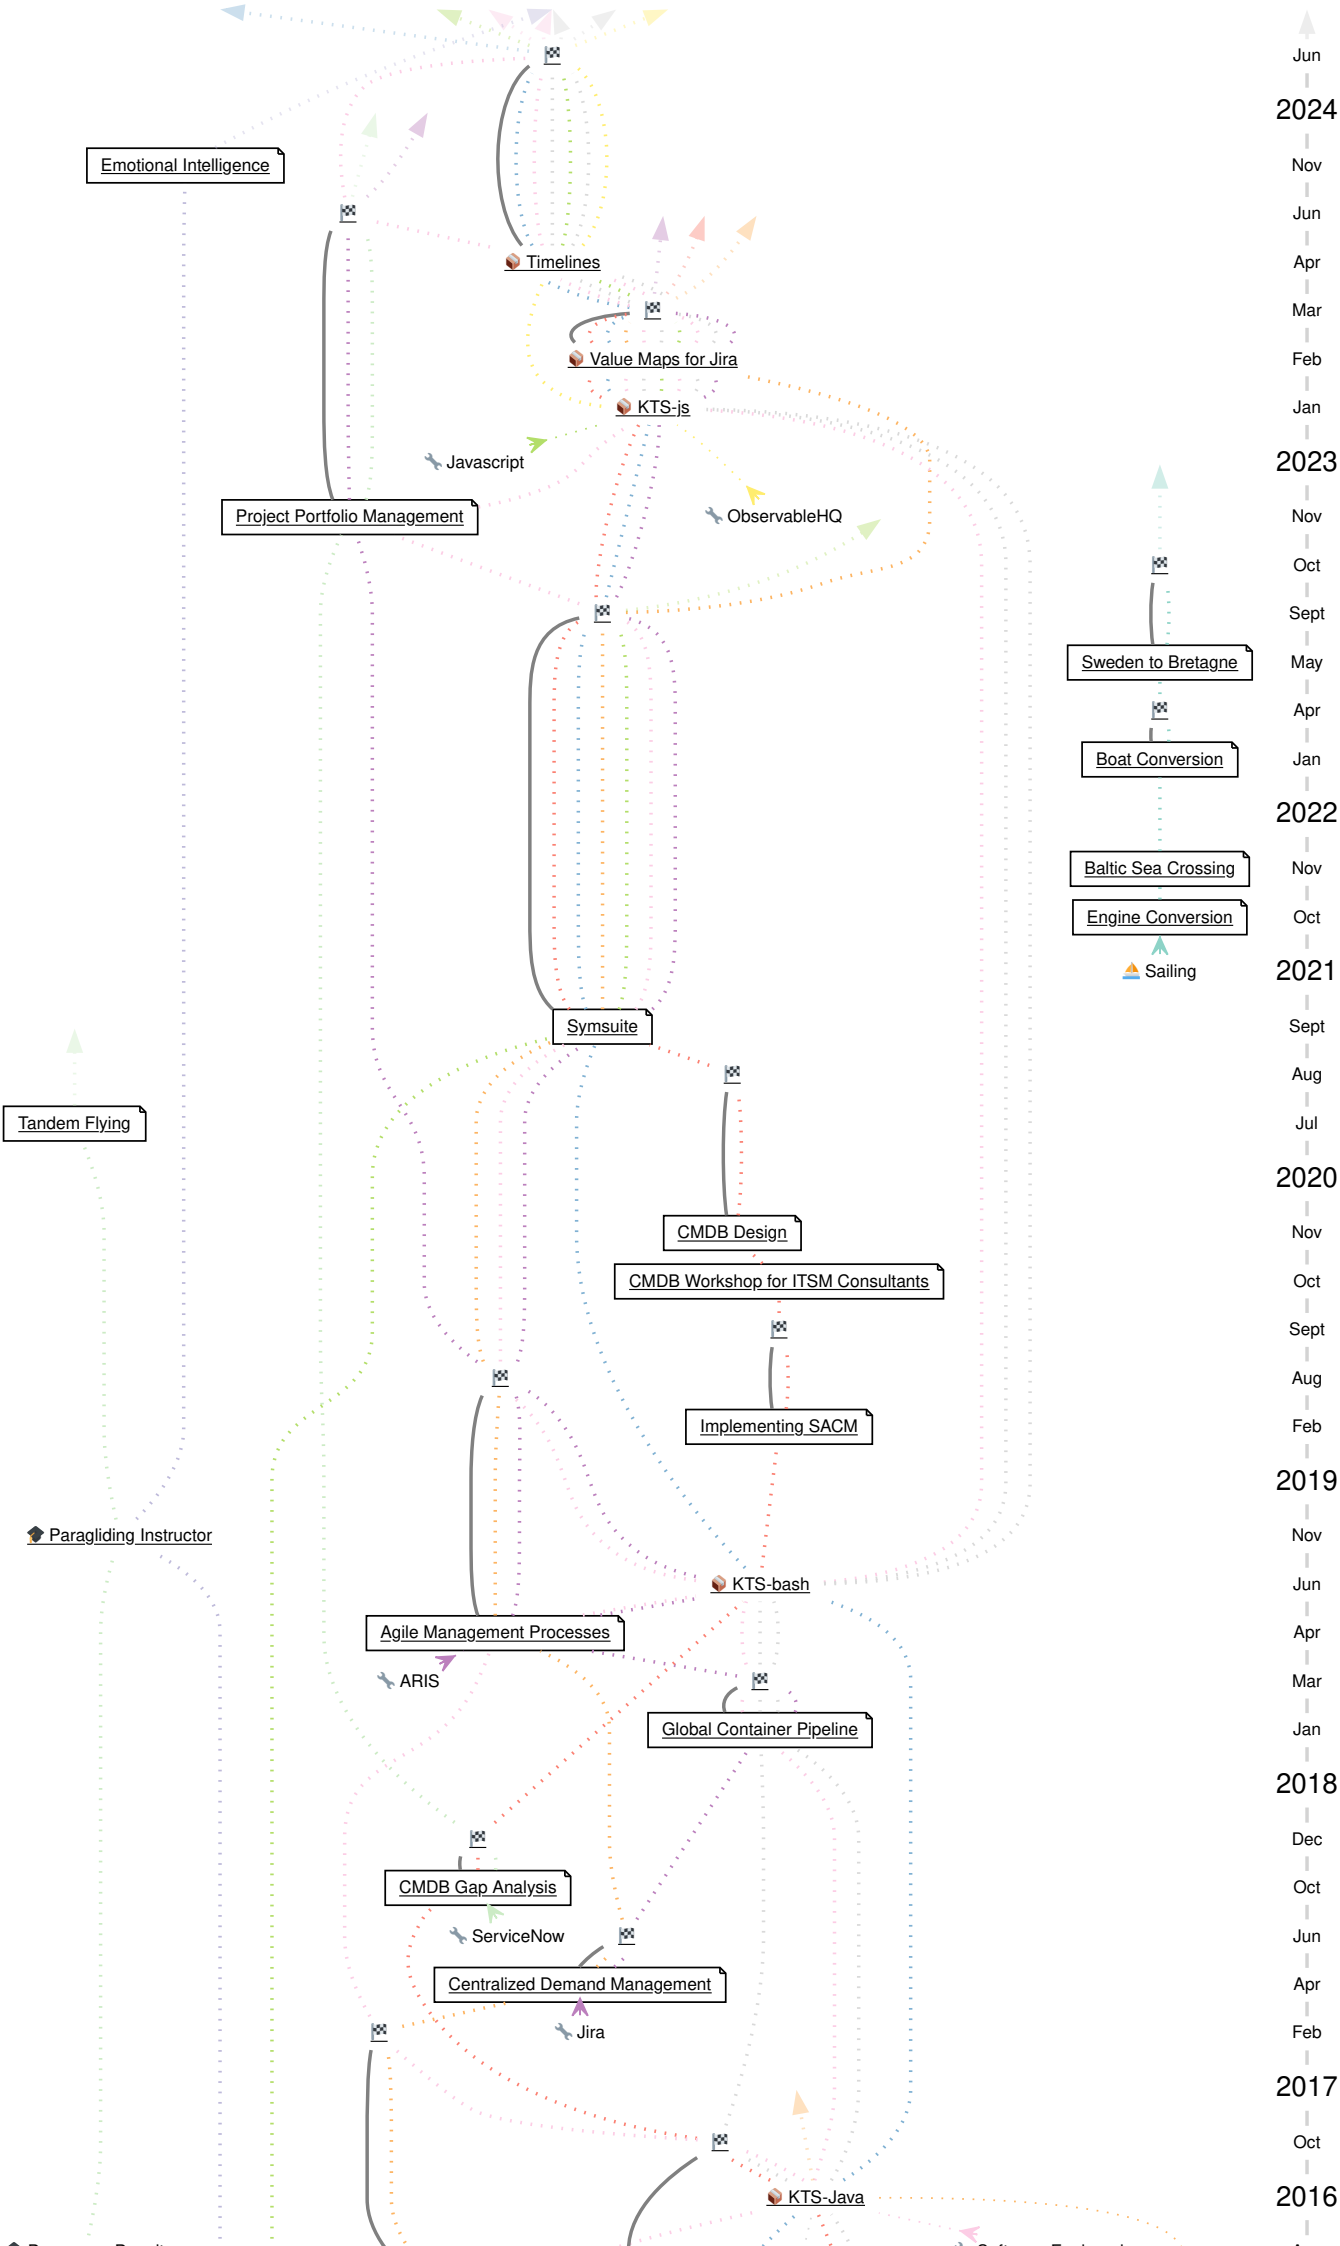 Jun
2024
Emotional Intelligence
Nov
Jun
Timelines
Apr
Mar
Value Maps for Jira
Feb
KTS-js
Jan
Javascript
2023
Project Portfolio Management
ObservableHQ
Nov
Oct
Sept
Sweden to Bretagne
May
Apr
Boat Conversion
Jan
2022
Baltic Sea Crossing
Nov
Engine Conversion
Oct
Sailing
2021
Symsuite
Sept
Aug
Tandem Flying
Jul
2020
CMDB Design
Nov
CMDB Workshop for ITSM Consultants
Oct
Sept
Aug
Implementing SACM
Feb
2019
Paragliding Instructor
Nov
KTS-bash
Jun
Agile Management Processes
Apr
ARIS
Mar
Global Container Pipeline
Jan
2018
Dec
CMDB Gap Analysis
Oct
ServiceNow
Jun
Centralized Demand Management
Apr
Jira
Feb
2017
Oct
KTS-Java
2016